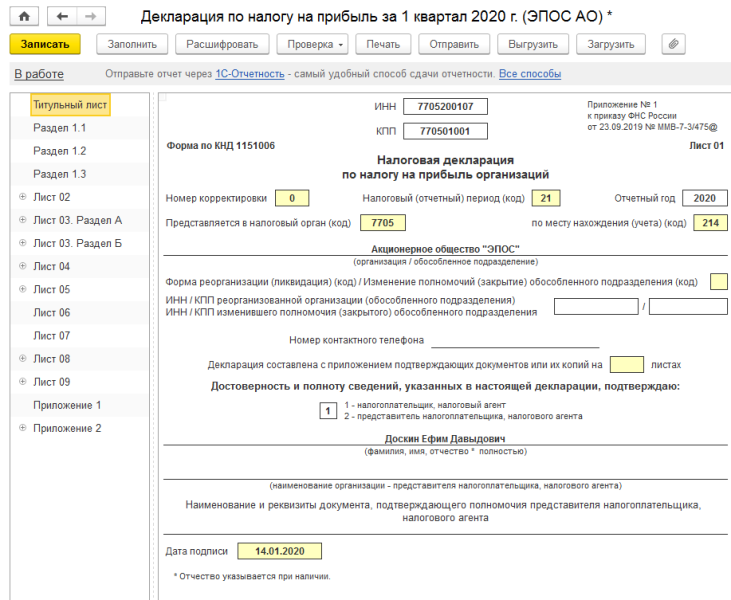 Декларация по налогу на прибыль за 1 квартал 2020 г. (ЭПОС АО) *
Записать Заполнить Расшифровать Проверка Печать Отправить Выгрузить Загрузить
В работе Отправьте отчет через 1С-Отчетность - самый удобный способ сдачи отчетности. Все способы
Титульный лист
Раздел 1.1
Раздел 1.2
Раздел 1.3
Лист 02
Лист 03. Раздел А
Лист 03. Раздел Б
Лист 04
Лист 05
Лист 06
Лист 07
Лист 08
Лист 09
Приложение 1
Приложение 2
ИНН 7705200107
КПП 770501001
Приложение № 1
к приказу ФНС России
от 23.09.2019 № ММВ-7-3/475@
Форма по КНД 1151006
Лист 01
Налоговая декларация
по налогу на прибыль организаций
Номер корректировки 0 Налоговый (отчетный) период (код) 21 Отчетный год 2020
Представляется в налоговый орган (код) 7705 по месту нахождения (учета) (код) 214
Акционерное общество "ЭПОС"
(организация / обособленное подразделение)
Форма реорганизации (ликвидация) (код) / Изменение полномочий (закрытие) обособленного подразделения (код)
ИНН / КПП реорганизованной организации (обособленного подразделения)
ИНН / КПП изменившего полномочия (закрытого) обособленного подразделения /
Номер контактного телефона
Декларация составлена с приложением подтверждающих документов или их копий на листах
Достоверность и полноту сведений, указанных в настоящей декларации, подтверждаю:
1
1 - налогоплательщик, налоговый агент
2 - представитель налогоплательщика, налогового агента
Доскин Ефим Давыдович
(фамилия, имя, отчество * полностью)
(наименование организации - представителя налогоплательщика, налогового агента)
Наименование и реквизиты документа, подтверждающего полномочия представителя налогоплательщика,
налогового агента
Дата подписи 14.01.2020
* Отчество указывается при наличии.